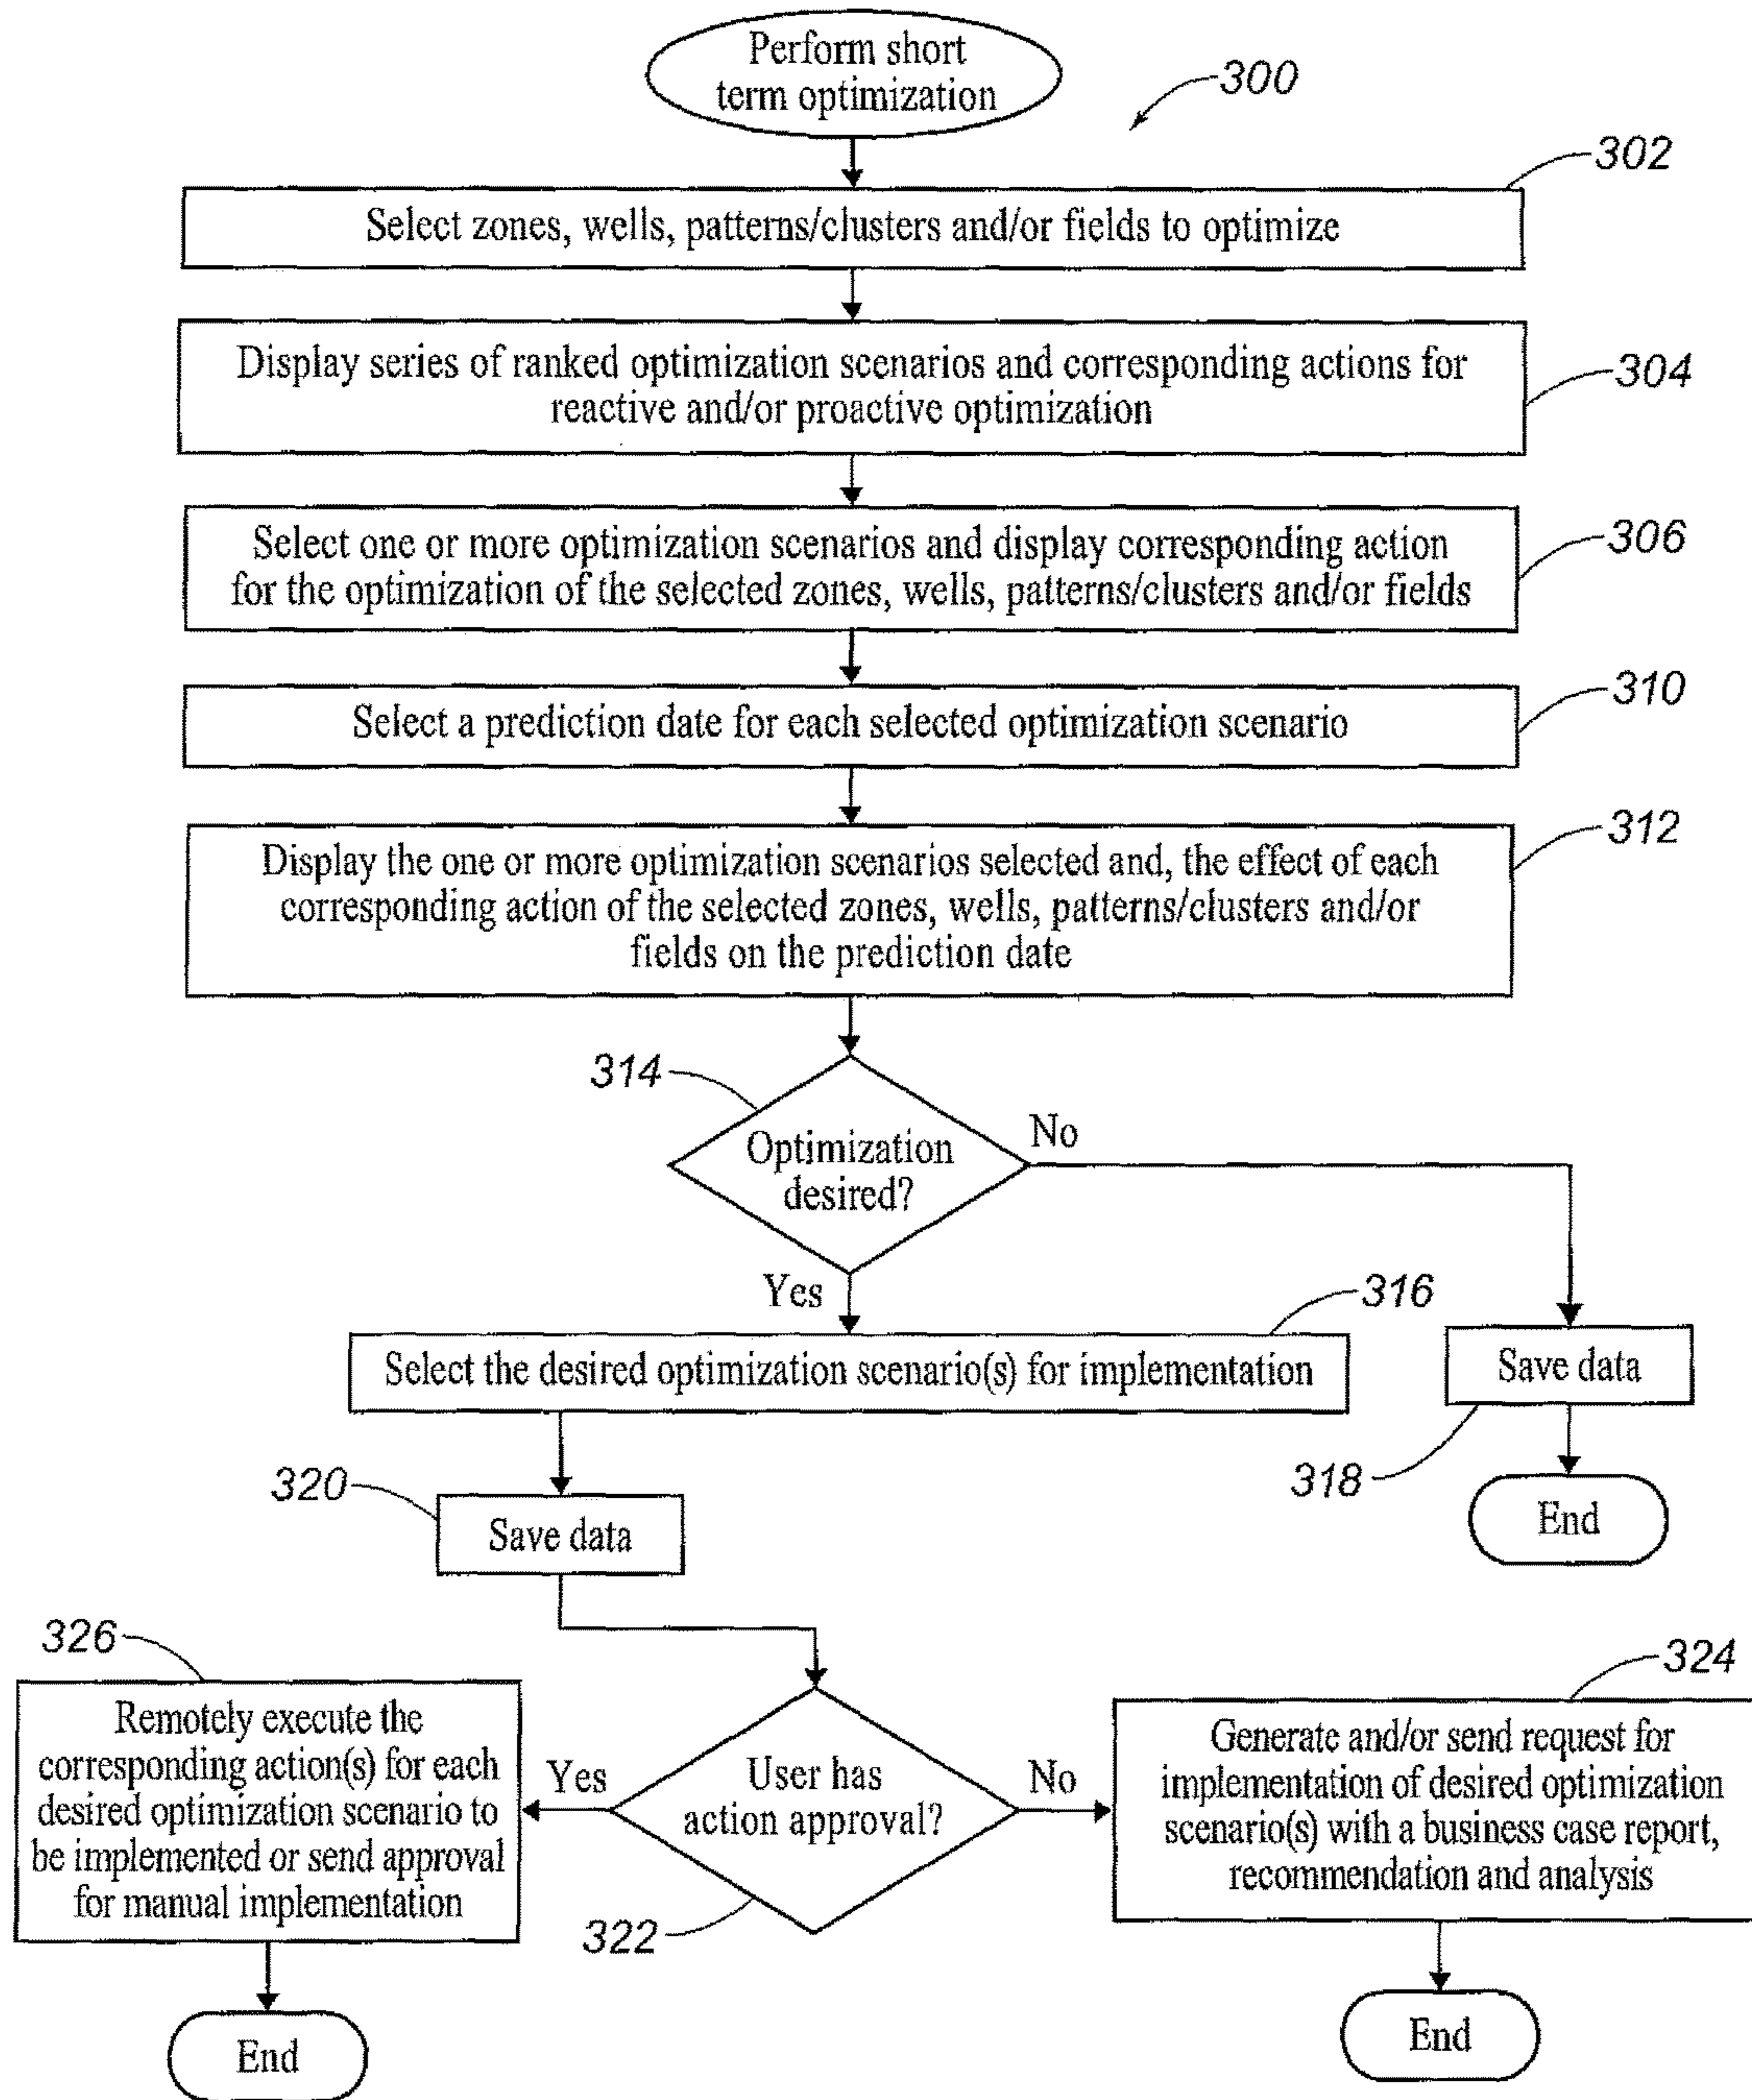 Perform short
term optimization
300
302
Select zones, wells, patterns/clusters and/or fields to optimize
Display series of ranked optimization scenarios and corresponding actions for
reactive and/or proactive optimization
304
Select one or more optimization scenarios and display corresponding action
for the optimization of the selected zones, wells, patterns/clusters and/or fields
306
Select a prediction date for each selected optimization scenario
310
Display the one or more optimization scenarios selected and, the effect of each
corresponding action of the selected zones, wells, patterns/clusters and/or
fields on the prediction date
312
314
Optimization
desired?
No
Yes
316
Select the desired optimization scenario(s) for implementation
Save data
318
End
320
Save data
326
Remotely execute the
corresponding action(s) for each
desired optimization scenario to
be implemented or send approval
for manual implementation
Yes
User has
action approval?
322
No
324
Generate and/or send request for
implementation of desired optimization
scenario(s) with a business case report,
recommendation and analysis
End
End